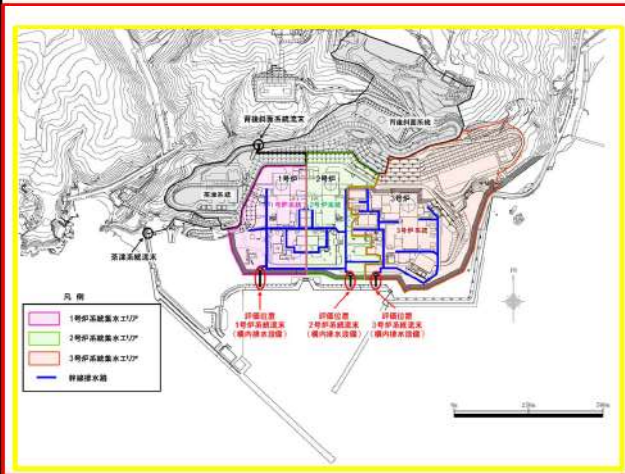 背後斜面系統流末
背後斜面系統
茶津系統
1号炉
2号炉
3号炉
1号炉系統
2号炉系統
3号炉系統
茶津系統流末
評価位置
1号炉系統流末
(構内排水設備)
評価位置
2号炉系統流末
(構内排水設備)
評価位置
3号炉系統流末
(構内排水設備)
凡例
1号炉系統集水エリア
2号炉系統集水エリア
3号炉系統集水エリア
幹線排水路